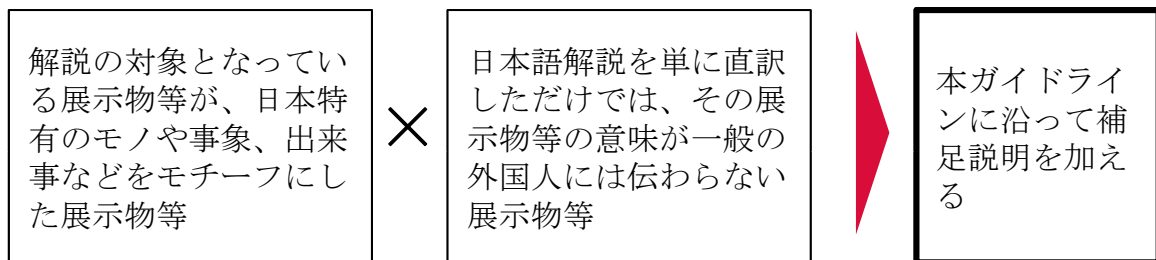 解説の対象となってい
る展示物等が、日本特
有のモノや事象、出来
事などをモチーフにし
た展示物等
×
日本語解説を単に直訳
しただけでは、その展
示物等の意味が一般の
外国人には伝わらない
展示物等
本ガイドライ
ンに沿って補
足説明を加え
る